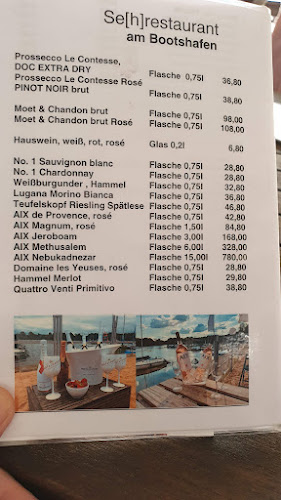 Se[h]restaurant
am Bootshafen
Prossecco Le Contesse,
DOC EXTRA DRY Flasche 0,75l 36,80
Prossecco Le Contesse Rosé
PINOT NOIR brut Flasche 0,75l 38,80
Moet & Chandon brut Flasche 0,75l 98,00
Moet & Chandon brut Rosé Flasche 0,75l 108,00
Hauswein, weiß, rot, rosé Glas 0,2l 6,80
No. 1 Sauvignon blanc Flasche 0,75l 28,80
No. 1 Chardonnay Flasche 0,75l 28,80
Weißburgunder , Hammel Flasche 0,75l 32,80
Lugana Morino Bianca Flasche 0,75l 36,80
Teufelskopf Riesling Spätlese Flasche 0,75l 46,80
AIX de Provence, rosé Flasche 0,75l 42,80
AIX Magnum, rosé Flasche 1,50l 84,80
AIX Jeroboam Flasche 3,00l 168,00
AIX Methusalem Flasche 6,00l 328,00
AIX Nebukadnezar Flasche 15,00l 780,00
Domaine les Yeuses, rosé Flasche 0,75l 28,80
Hammel Merlot Flasche 0,75l 29,80
Quattro Venti Primitivo Flasche 0,75l 38,80